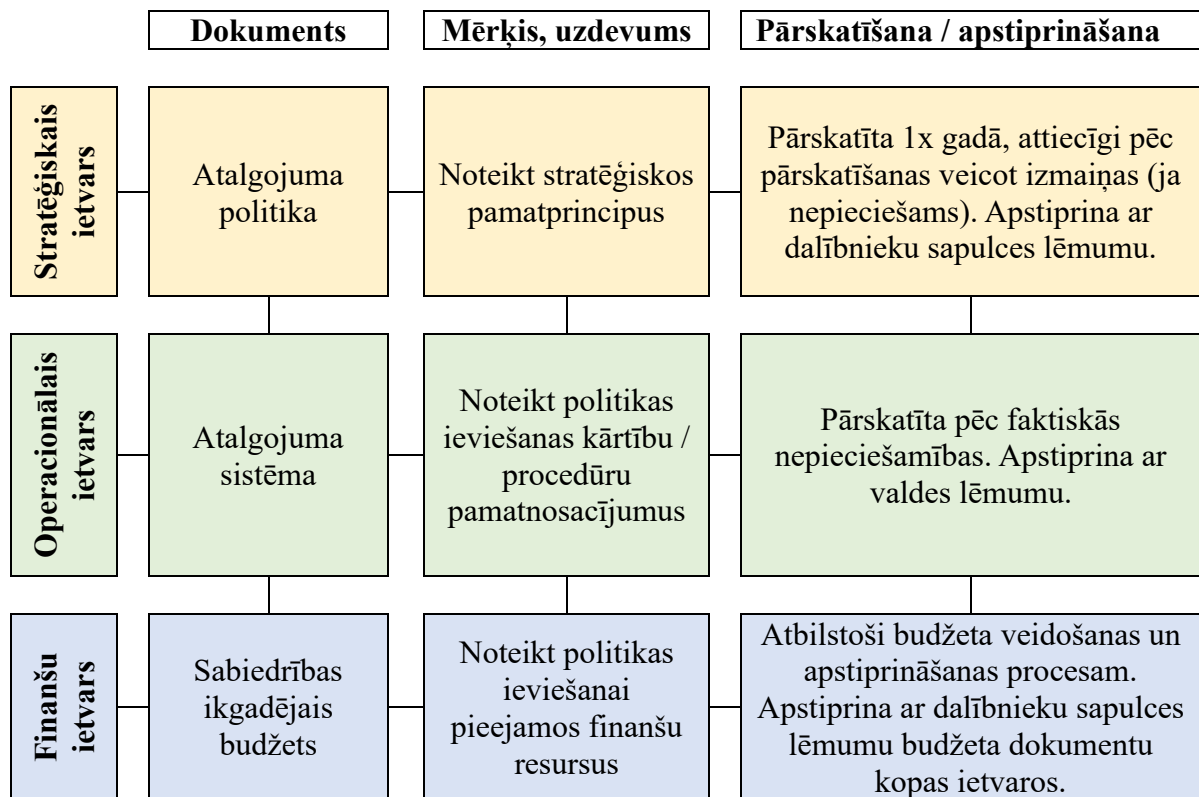 Dokuments
Mērķis, uzdevums
Pārskatīšana / apstiprināšana
Stratēģiskais
ietvars
Atalgojuma
politika
Noteikt stratēģiskos
pamatprincipus
Pārskatīta 1x gadā, attiecīgi pēc
pārskatīšanas veicot izmaiņas (ja
nepieciešams). Apstiprina ar
dalībnieku sapulces lēmumu.
Operacionālais
ietvars
Atalgojuma
sistēma
Noteikt politikas
ieviešanas kārtību /
procedūru
pamatnosacījumus
Pārskatīta pēc faktiskās
nepieciešamības. Apstiprina ar
valdes lēmumu.
Finanšu
ietvars
Sabiedrības
ikgadējais
budžets
Noteikt politikas
ieviešanai
pieejamos finanšu
resursus
Atbilstoši budžeta veidošanas un
apstiprināšanas procesam.
Apstiprina ar dalībnieku sapulces
lēmumu budžeta dokumentu
kopas ietvaros.